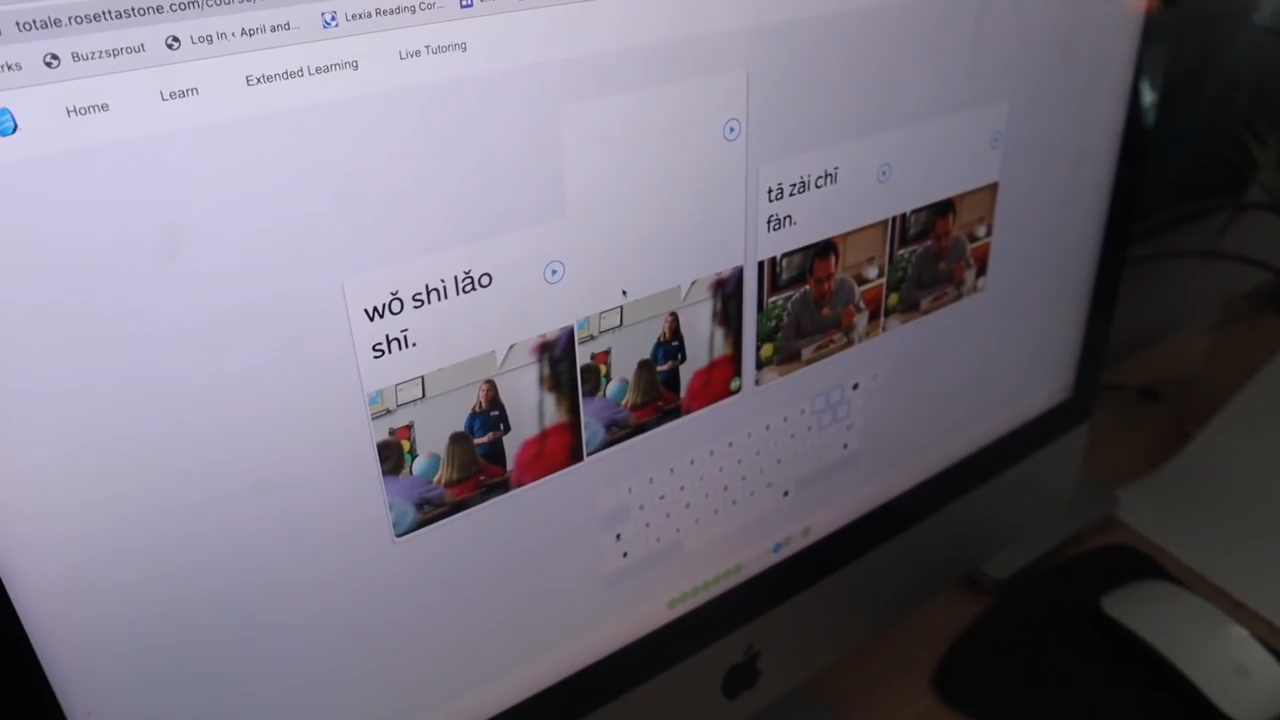 totale.rosettastone.com/course/
rks Buzzsprout Log In ‹ April and... Lexia Reading Cor...
Home Learn Extended Learning Live Tutoring
wǒ shì lǎo
shī.
tā zài chī
fàn.